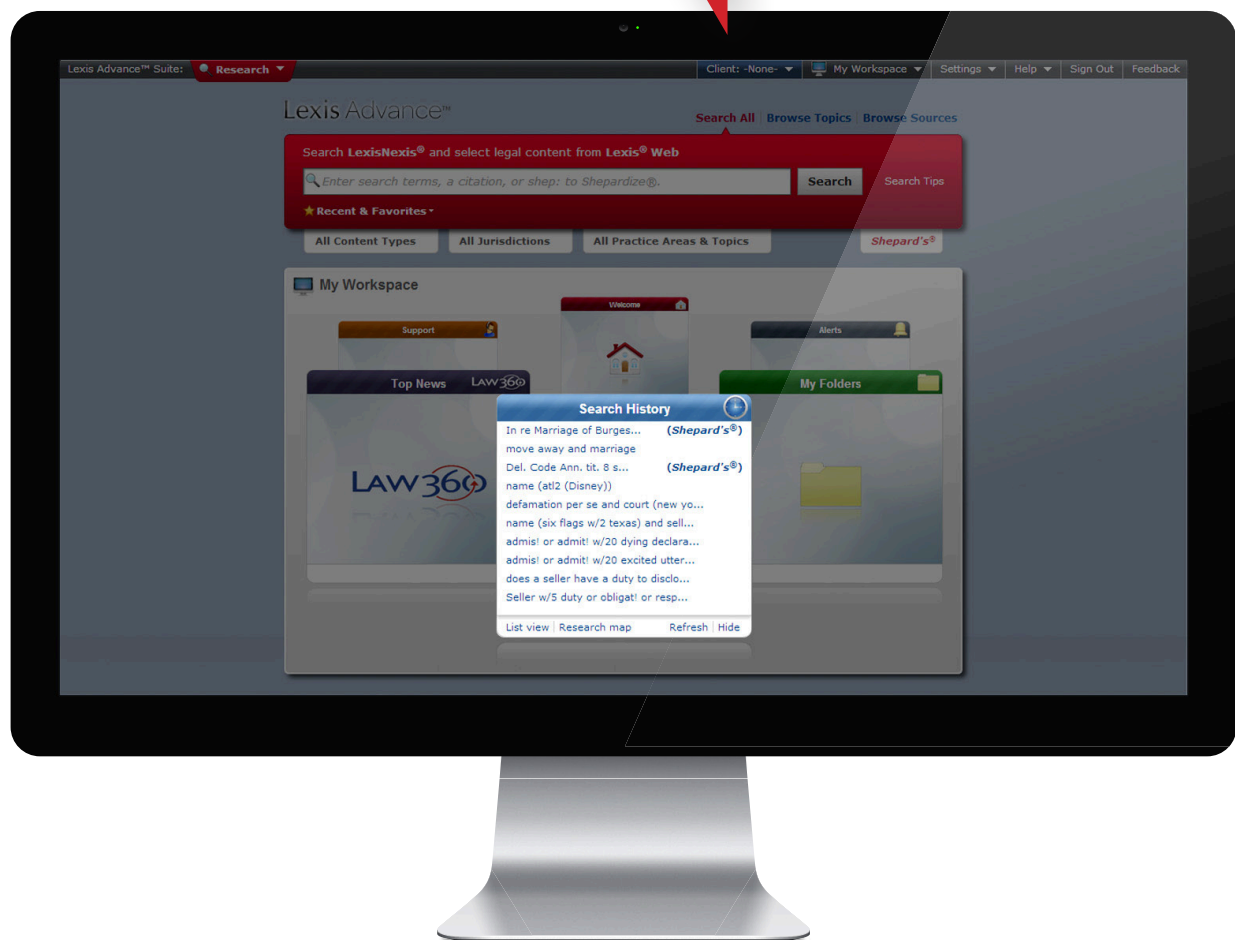 Lexis Advance™ Suite: Research Client: -None- My Workspace Settings Help Sign Out Feedback
Lexis Advance™
Search All Browse Topics Browse Sources
Search LexisNexis® and select legal content from Lexis® Web
Enter search terms, a citation, or shep: to Shepardize®. Search Search Tips
Recent & Favorites
All Content Types All Jurisdictions All Practice Areas & Topics Shepard's®
My Workspace
Welcome
Support Alerts
Top News LAW360 My Folders
LAW360
Search History
In re Marriage of Burges... (Shepard's®)
move away and marriage
Del. Code Ann. tit. 8 s... (Shepard's®)
name (atl2 (Disney))
defamation per se and court (new yo...
name (six flags w/2 texas) and sell...
admis! or admit! w/20 dying declara...
admis! or admit! w/20 excited utter...
does a seller have a duty to disclo...
Seller w/5 duty or obligat! or resp...
List view Research map Refresh Hide